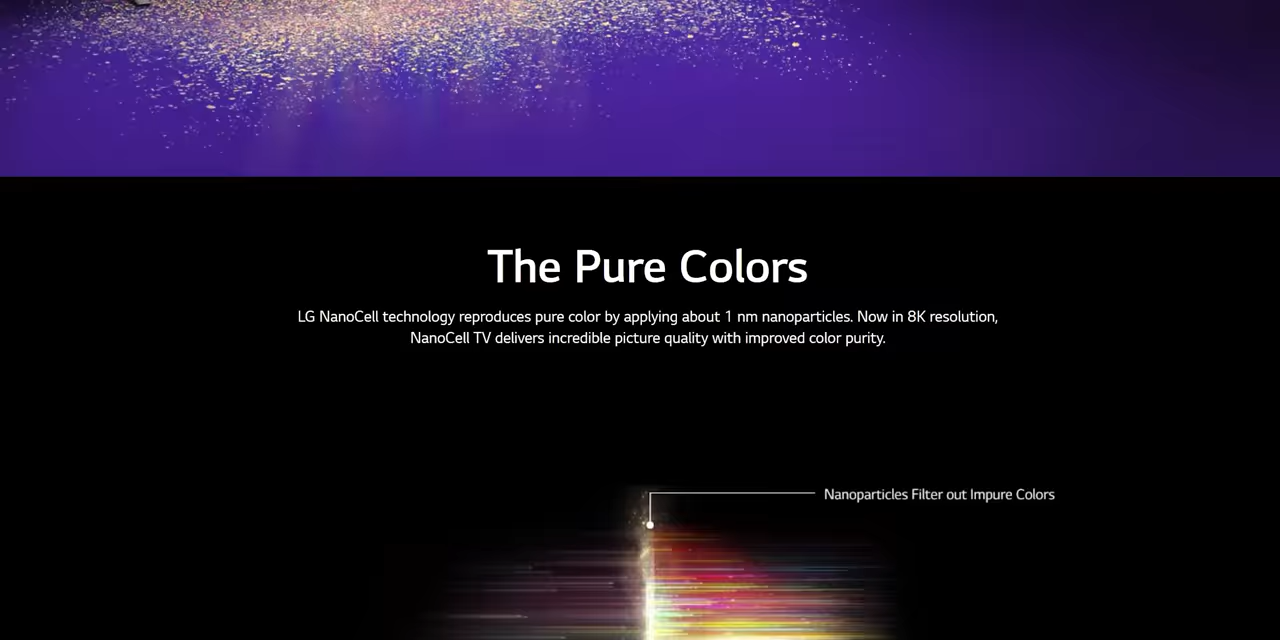 The Pure Colors
LG NanoCell technology reproduces pure color by applying about 1 nm nanoparticles. Now in 8K resolution,
NanoCell TV delivers incredible picture quality with improved color purity.
Nanoparticles Filter out Impure Colors